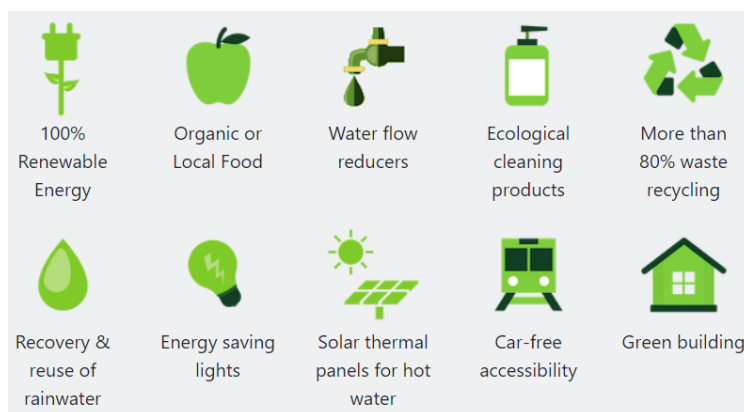 100%
Renewable
Energy
Organic or
Local Food
Water flow
reducers
Ecological
cleaning
products
More than
80% waste
recycling
Recovery &
reuse of
rainwater
Energy saving
lights
Solar thermal
panels for hot
water
Car-free
accessibility
Green building